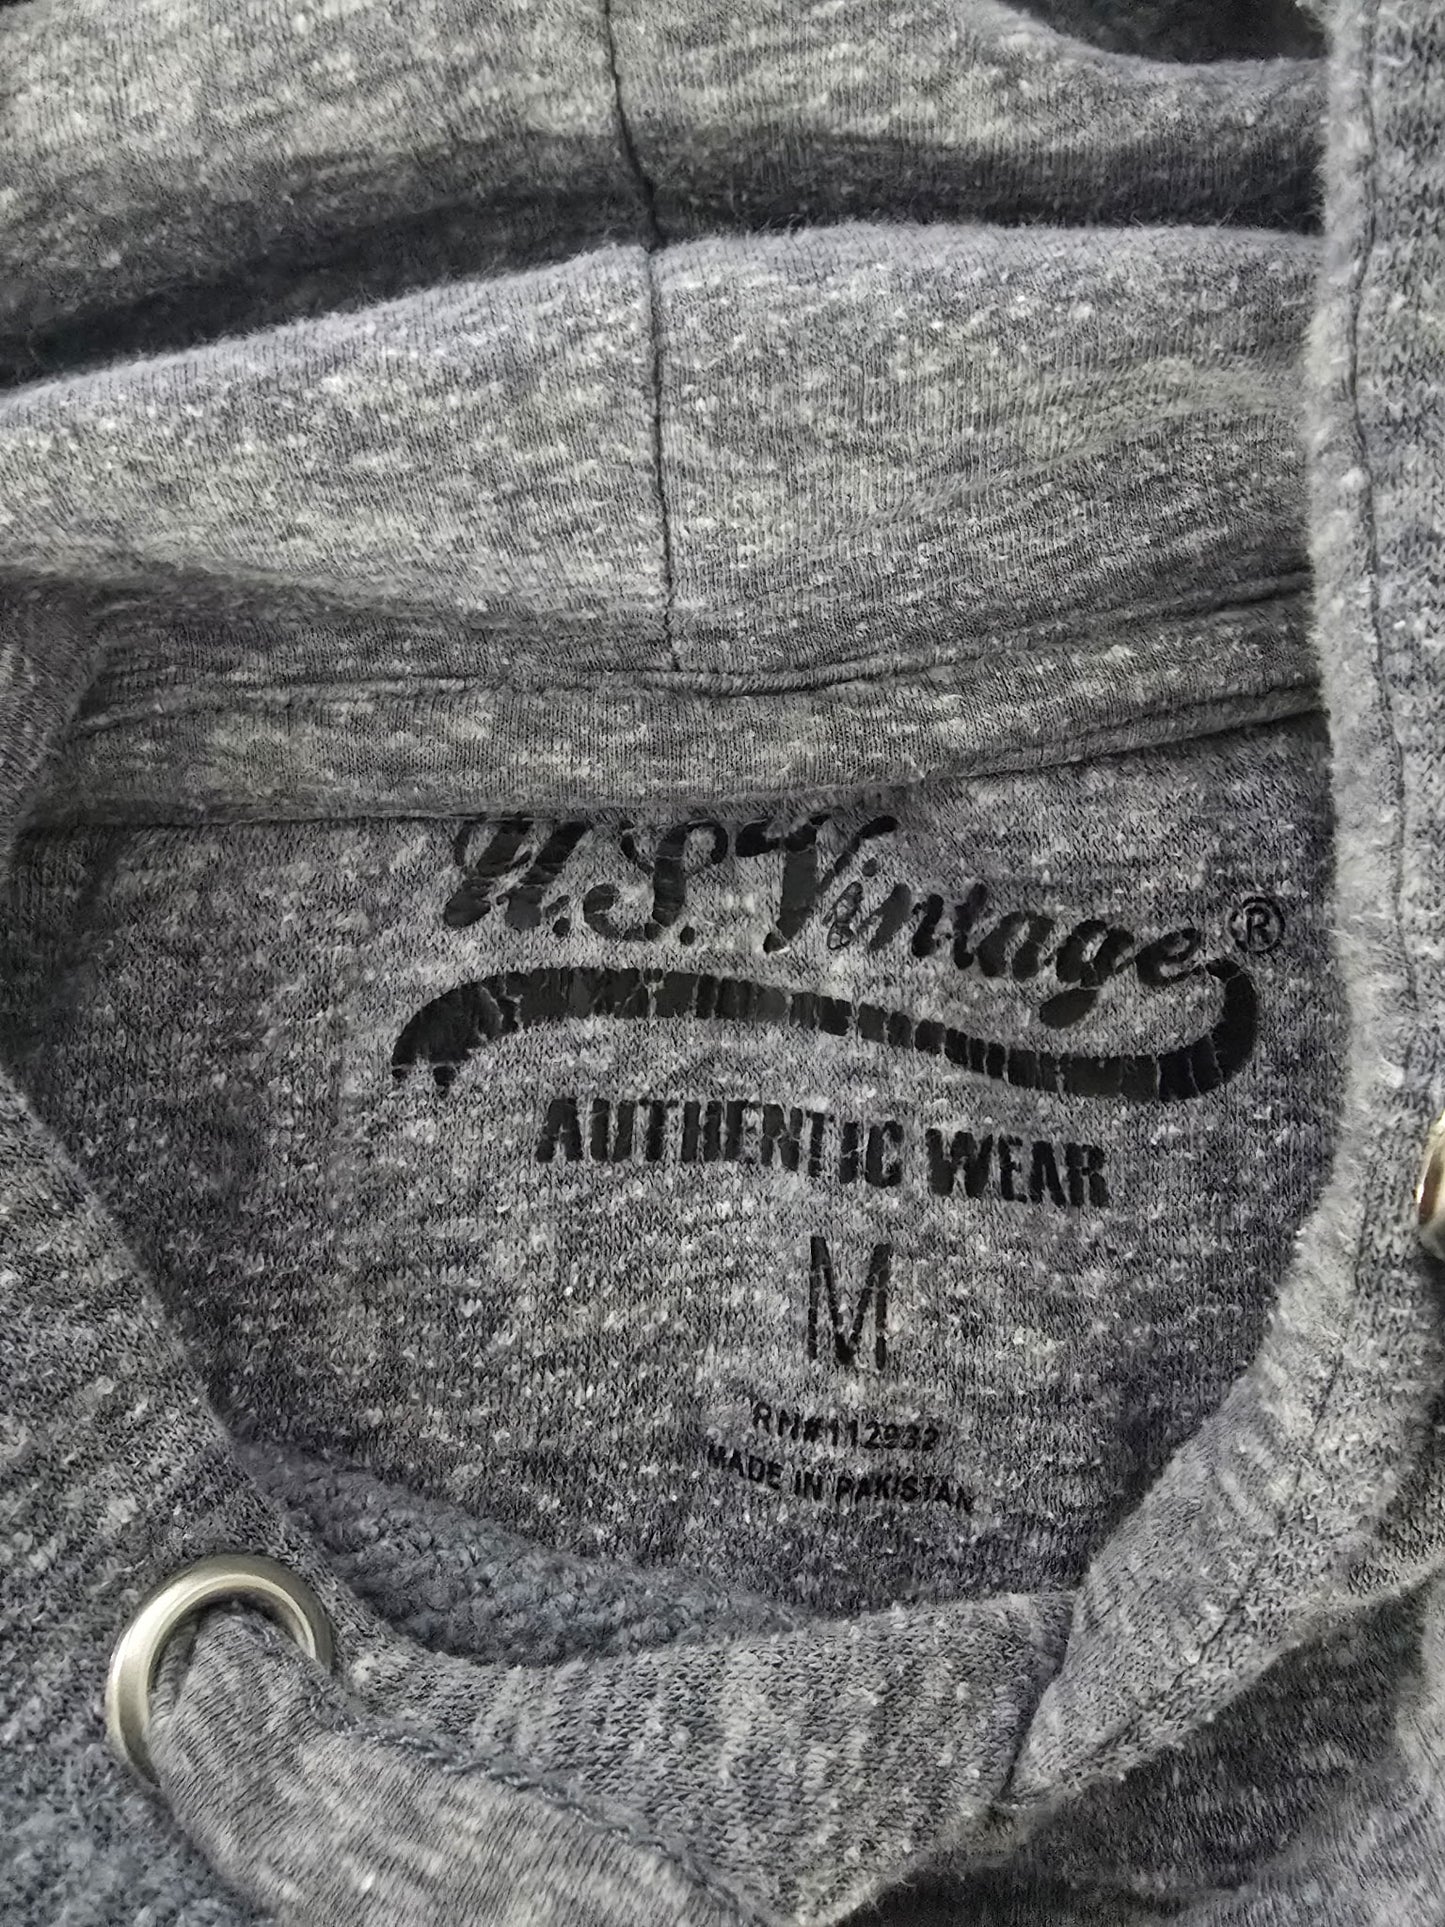 U.S. Vintage®
AUTHENTIC WEAR
M
RN#112932
MADE IN PAKISTAN